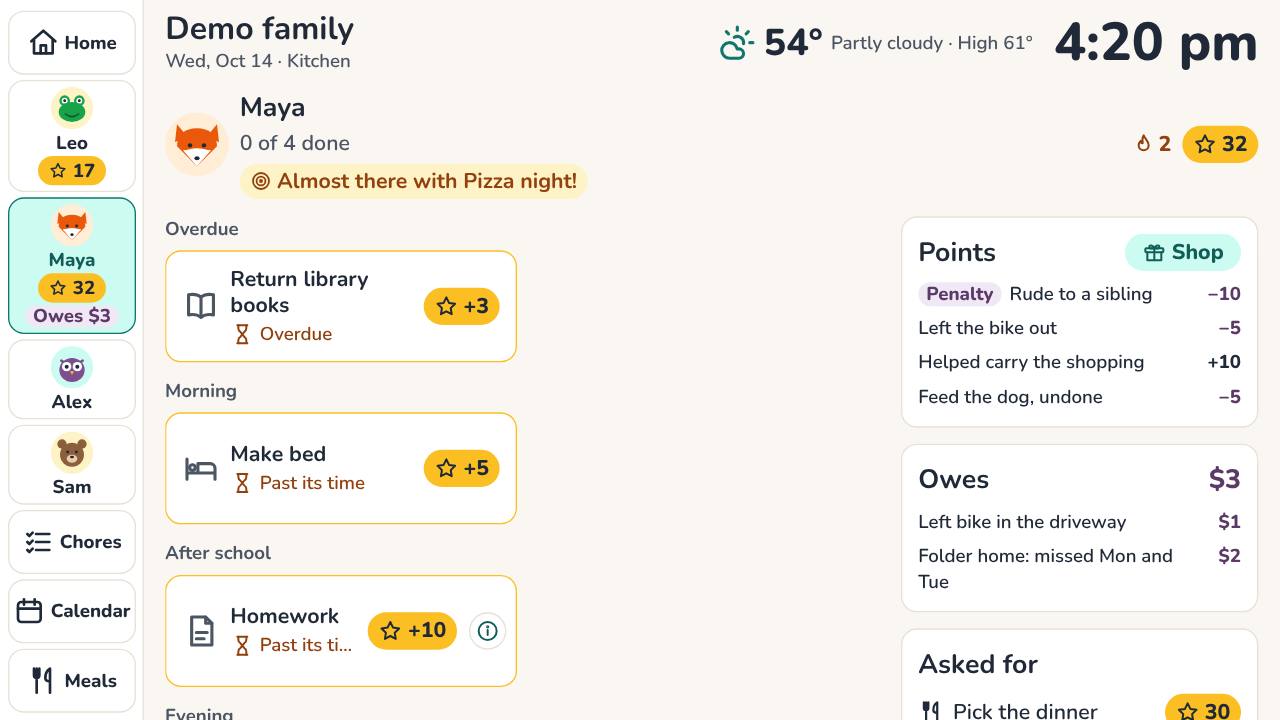 Home
Leo
17
Maya
32
Owes $3
Alex
Sam
Chores
Calendar
Meals
Demo family
Wed, Oct 14 · Kitchen
54° Partly cloudy · High 61°
4:20 pm
Maya
0 of 4 done
Almost there with Pizza night!
2
32
Overdue
Return library
books
Overdue
+3
Morning
Make bed
Past its time
+5
After school
Homework
Past its ti...
+10
Evening
Points
Shop
Penalty Rude to a sibling −10
Left the bike out −5
Helped carry the shopping +10
Feed the dog, undone −5
Owes $3
Left bike in the driveway $1
Folder home: missed Mon and $2
Tue
Asked for
Pick the dinner 30